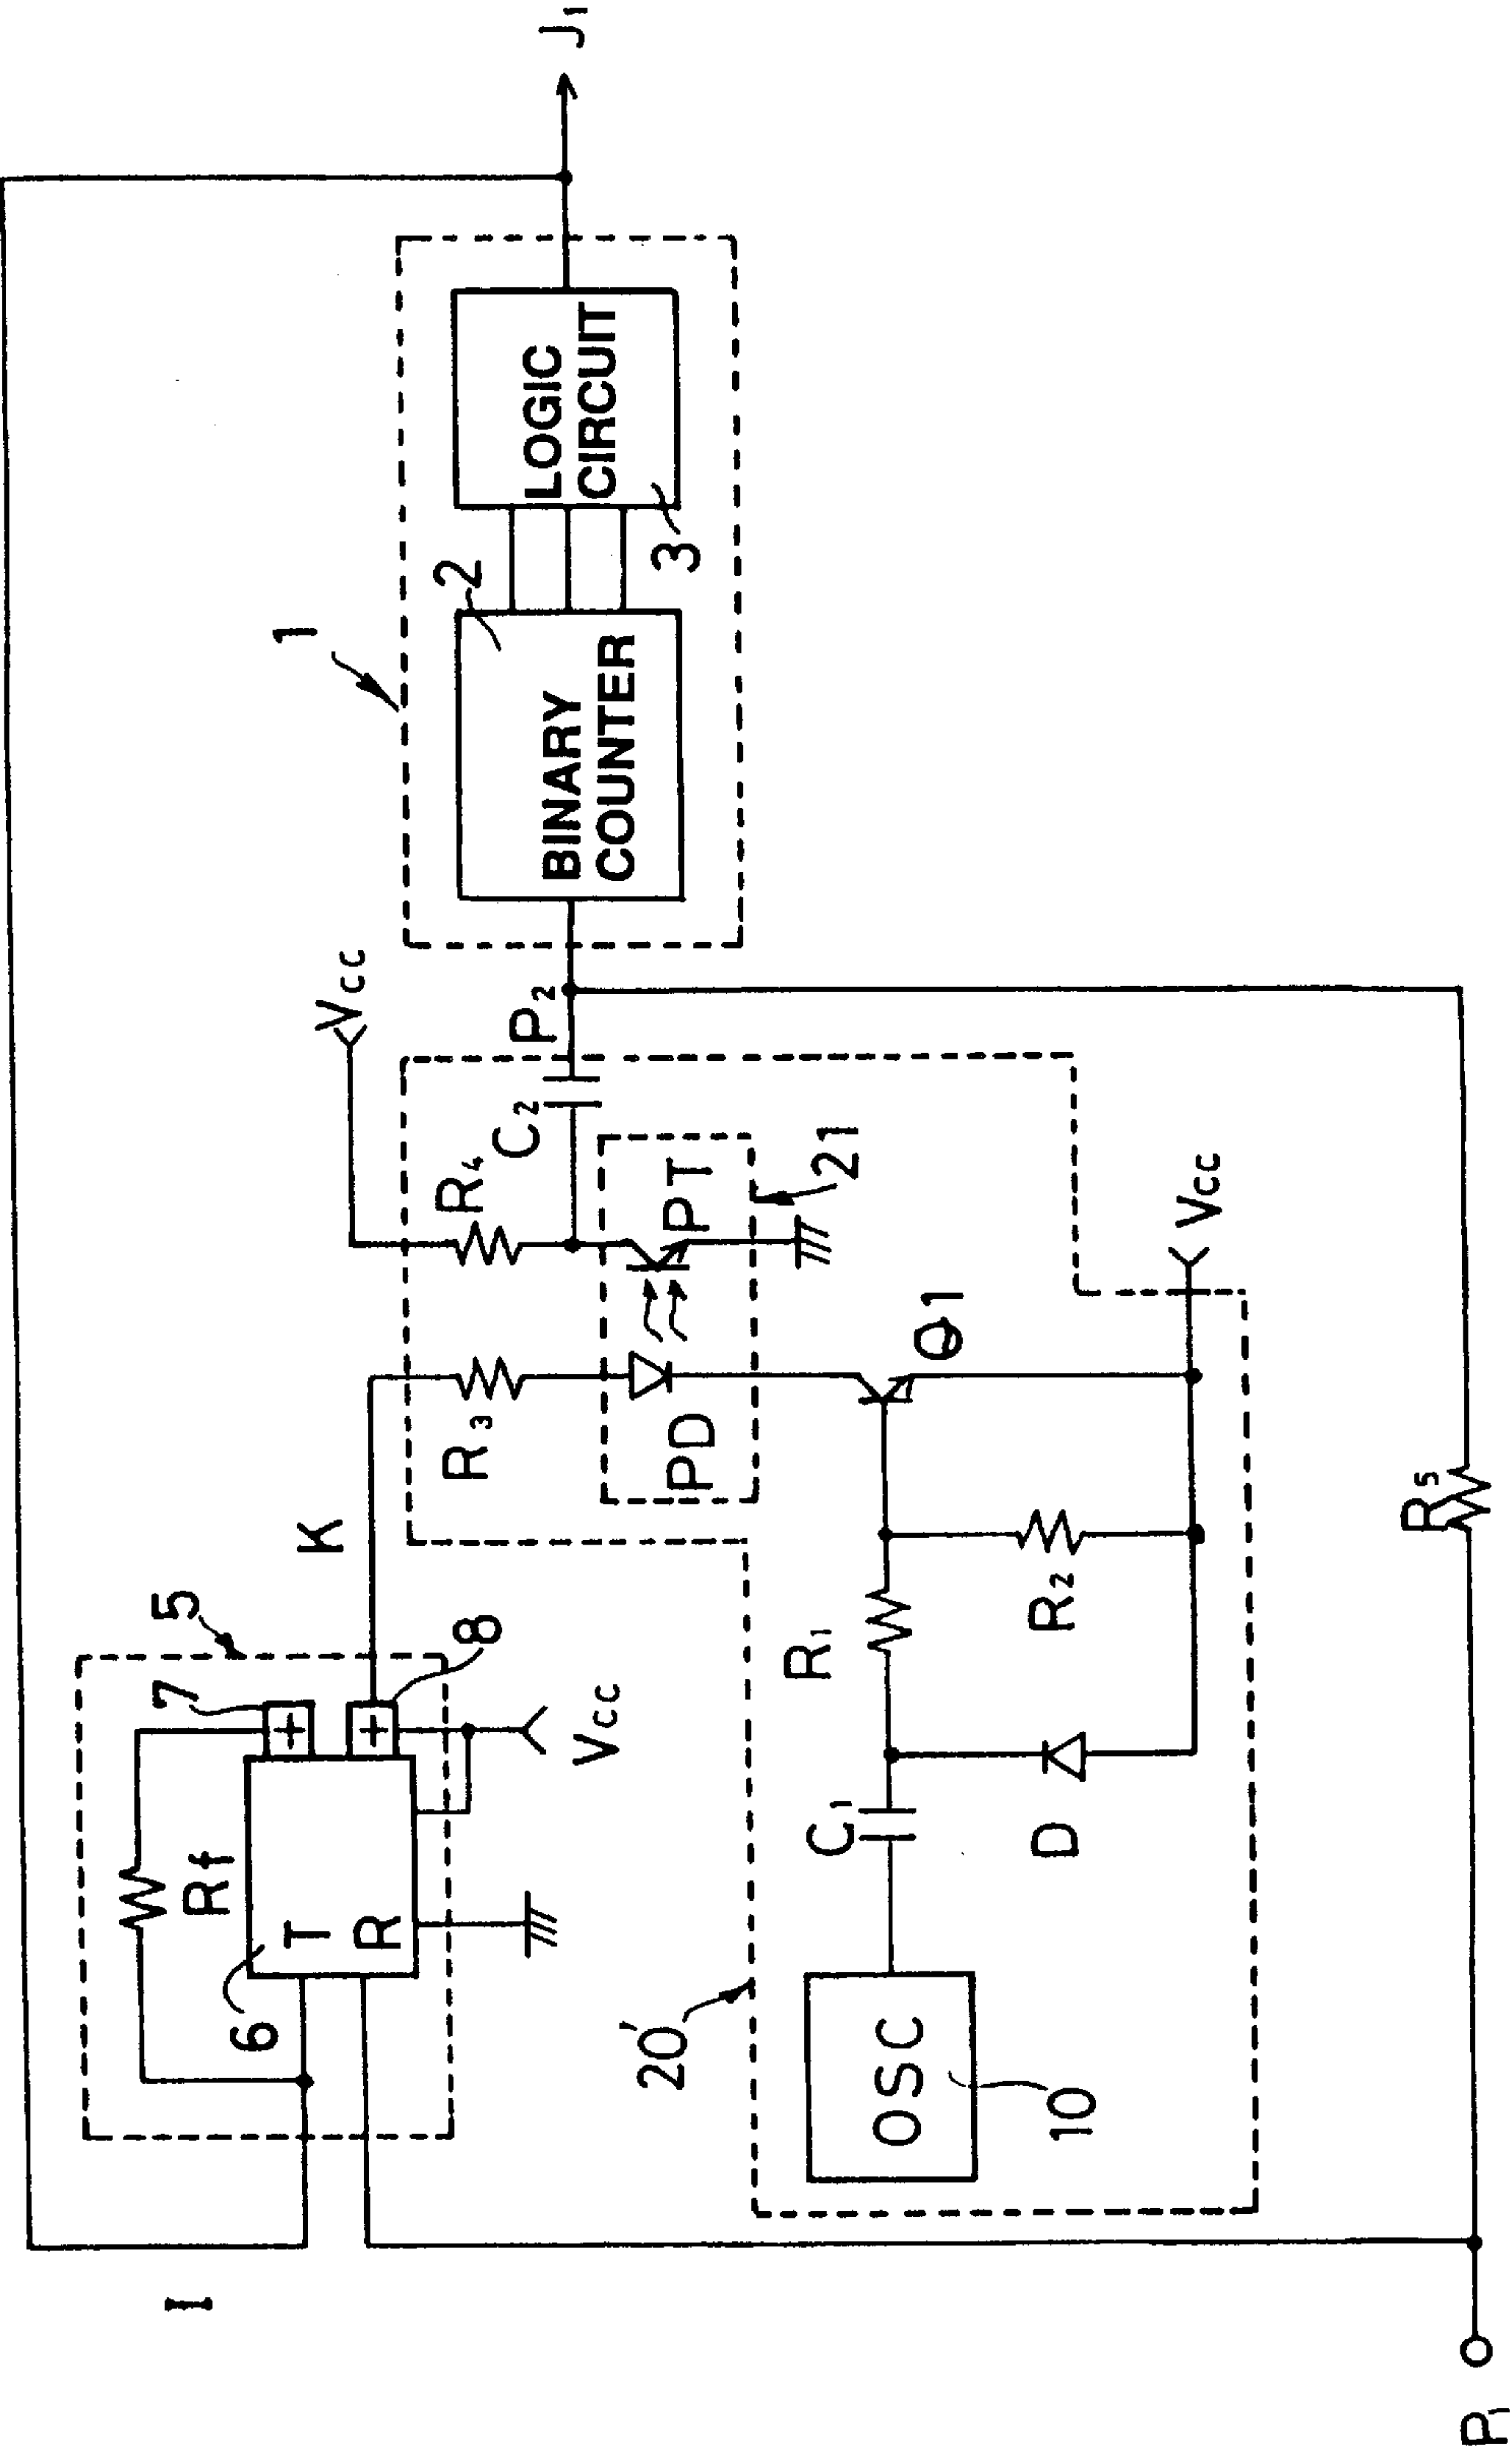 I
5
7
Rf
6
T
R
8
Vcc
K
Vcc
1
2
BINARY
COUNTER
LOGIC
CIRCUIT
3
J1
P2
C2
R4
R3
PD
PT
21
Q1
Vcc
20'
OSC
10
C1
R1
D
R2
R5
P1